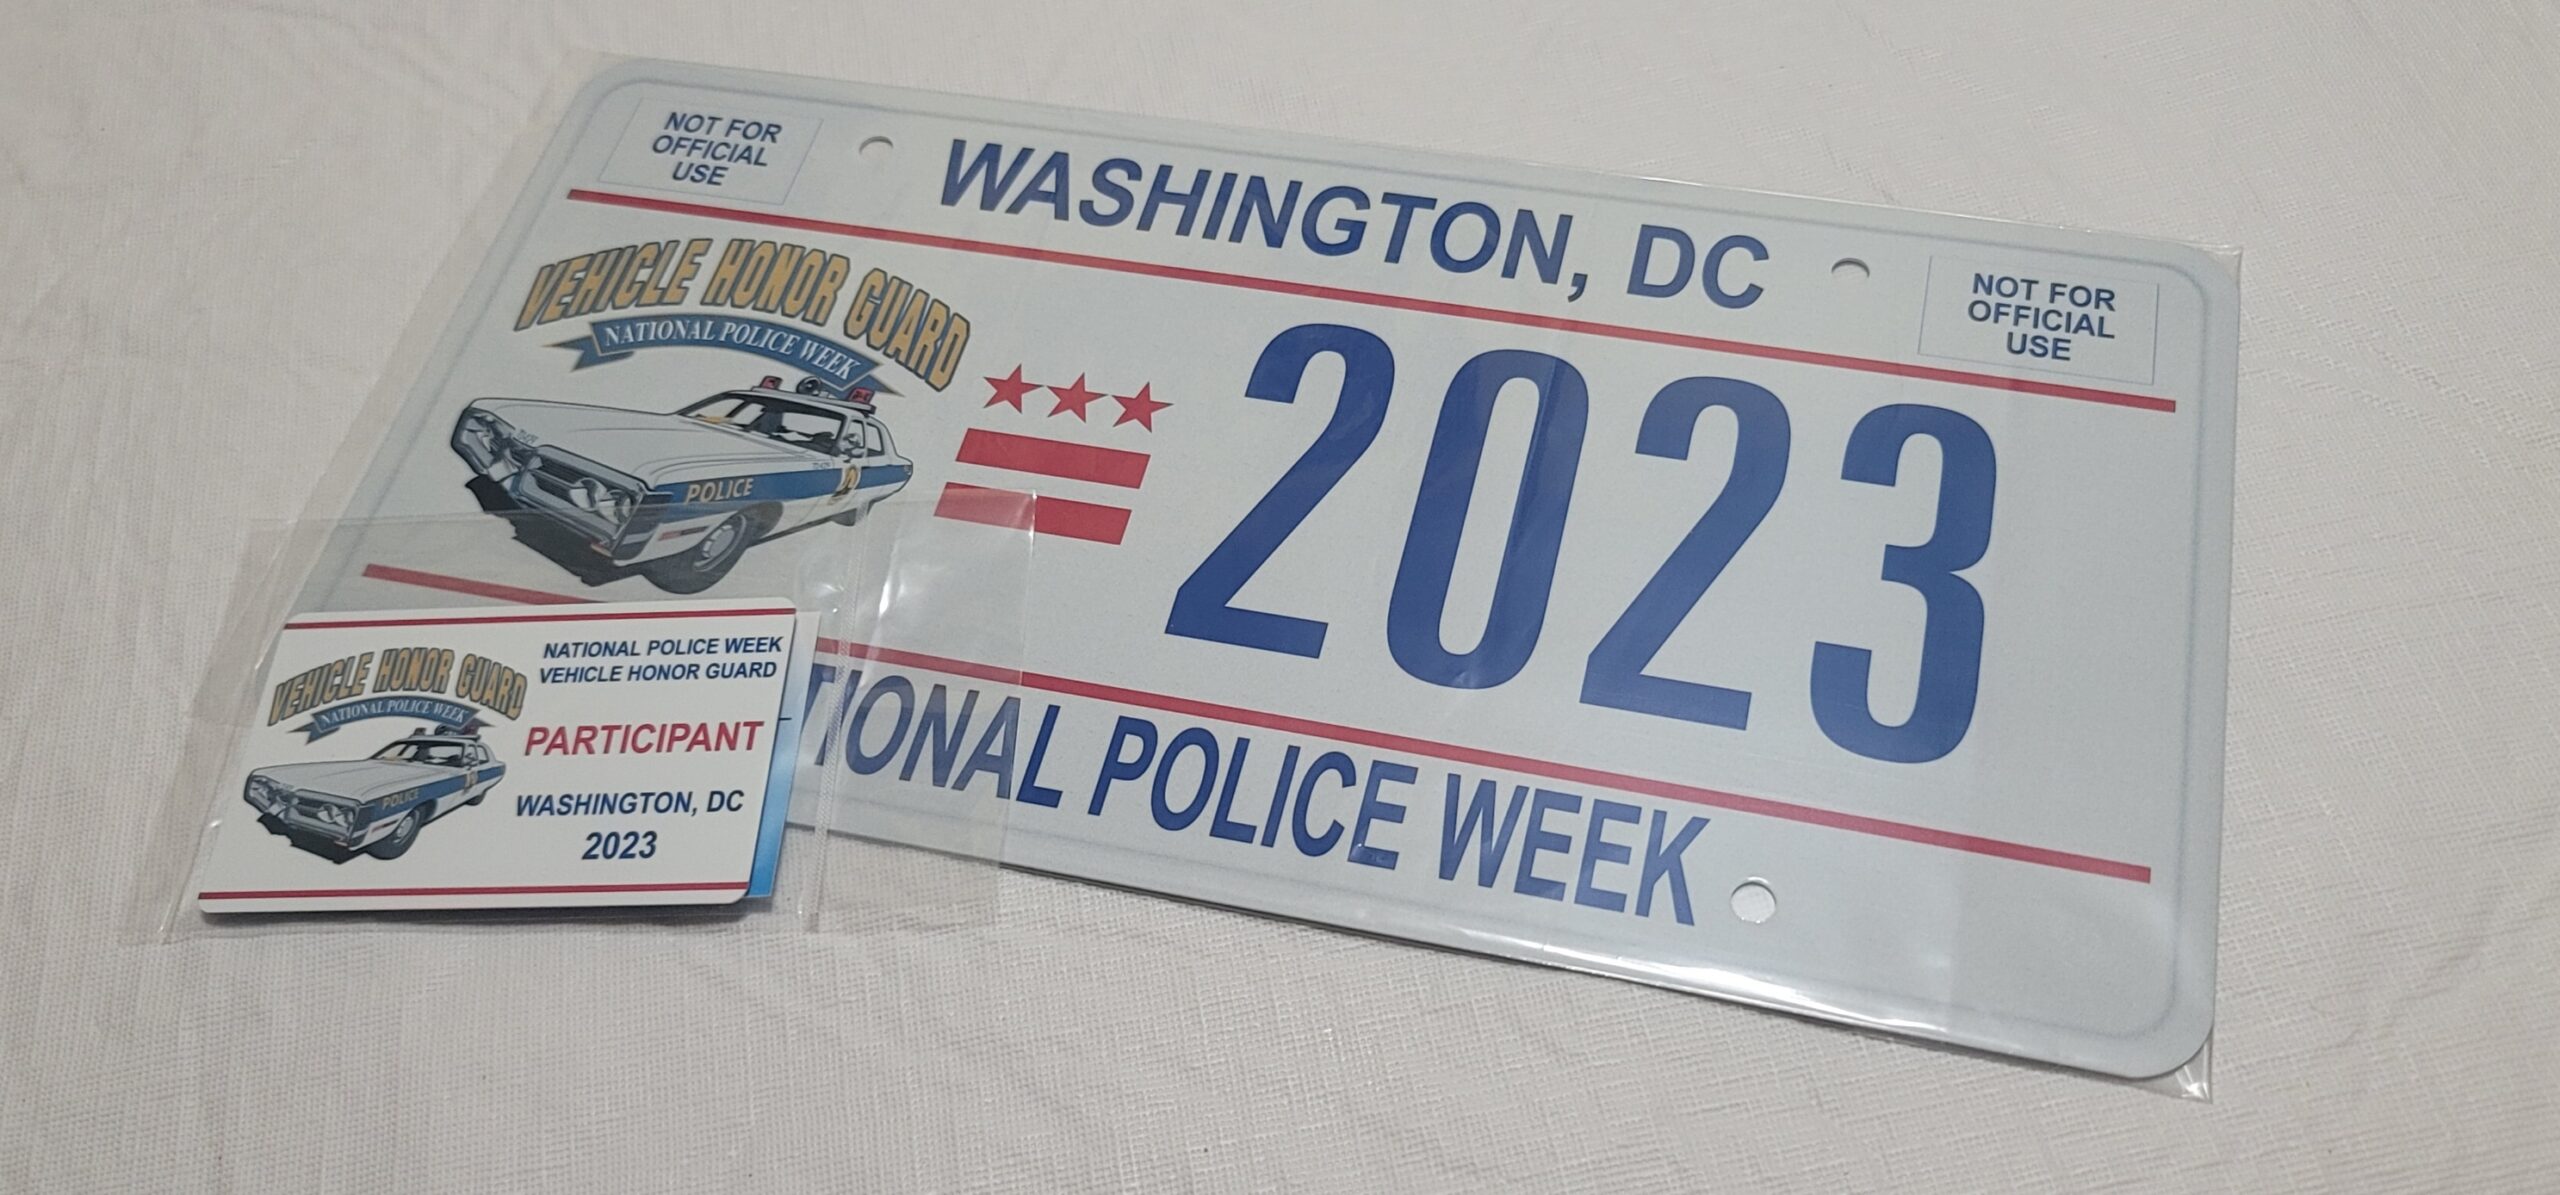 NOT FOR
OFFICIAL
USE
WASHINGTON, DC
NOT FOR
OFFICIAL
USE
VEHICLE HONOR GUARD
NATIONAL POLICE WEEK
POLICE
2023
TIONAL POLICE WEEK
VEHICLE HONOR GUARD
NATIONAL POLICE WEEK
POLICE
NATIONAL POLICE WEEK
VEHICLE HONOR GUARD
PARTICIPANT
WASHINGTON, DC
2023